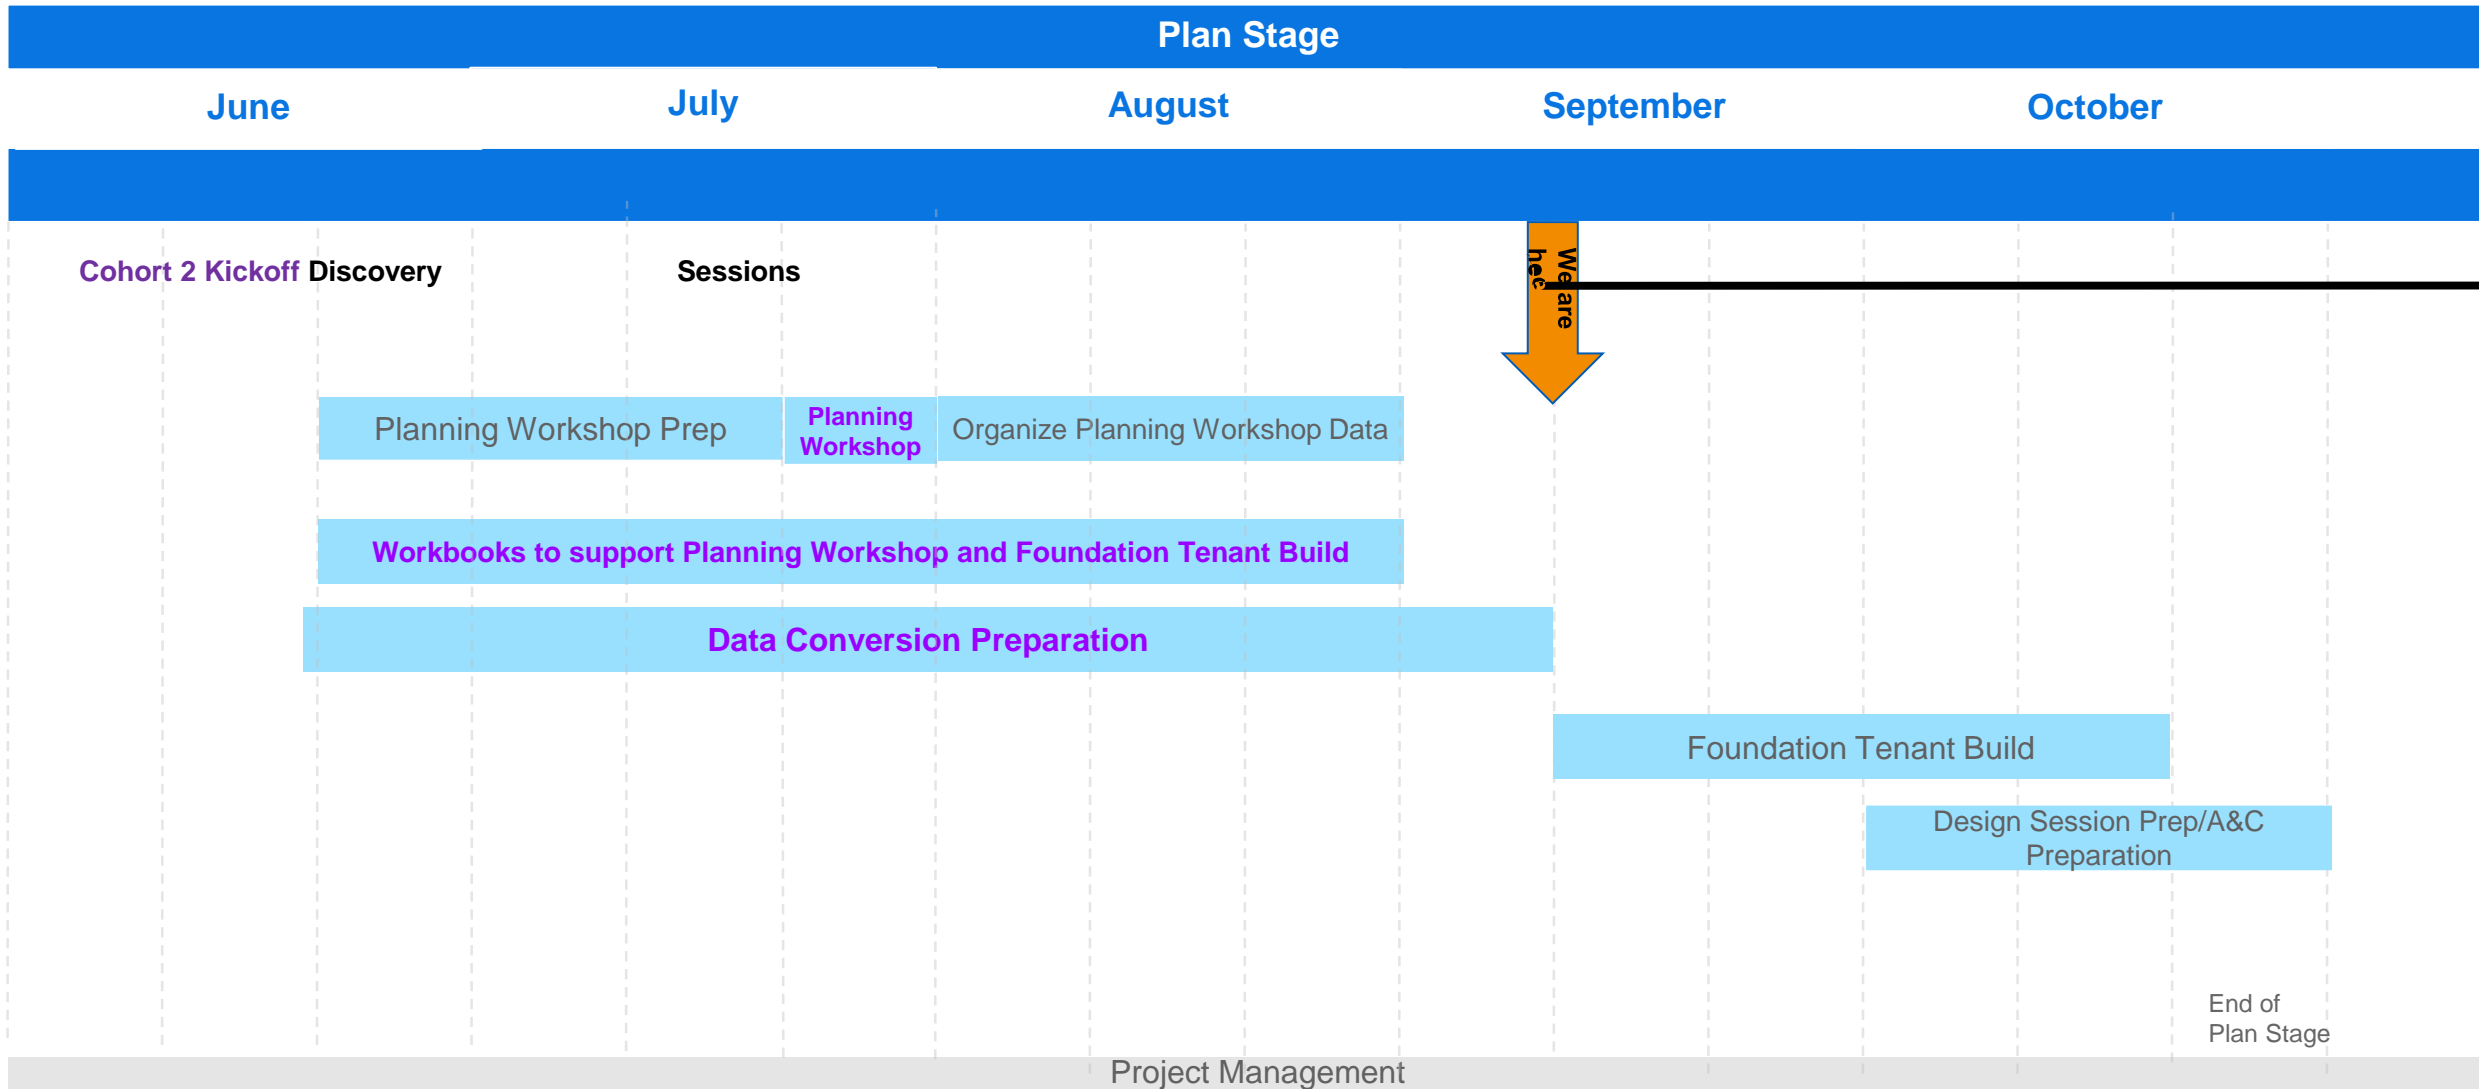 Plan Stage
June
July
August
September
October
Cohort 2 Kickoff Discovery
Sessions
We are
Planning Workshop Prep
Planning
Workshop
Organize Planning Workshop Data
Workbooks to support Planning Workshop and Foundation Tenant Build
Data Conversion Preparation
Foundation Tenant Build
Design Session Prep/A&C
Preparation
End of
Plan Stage
Project Management